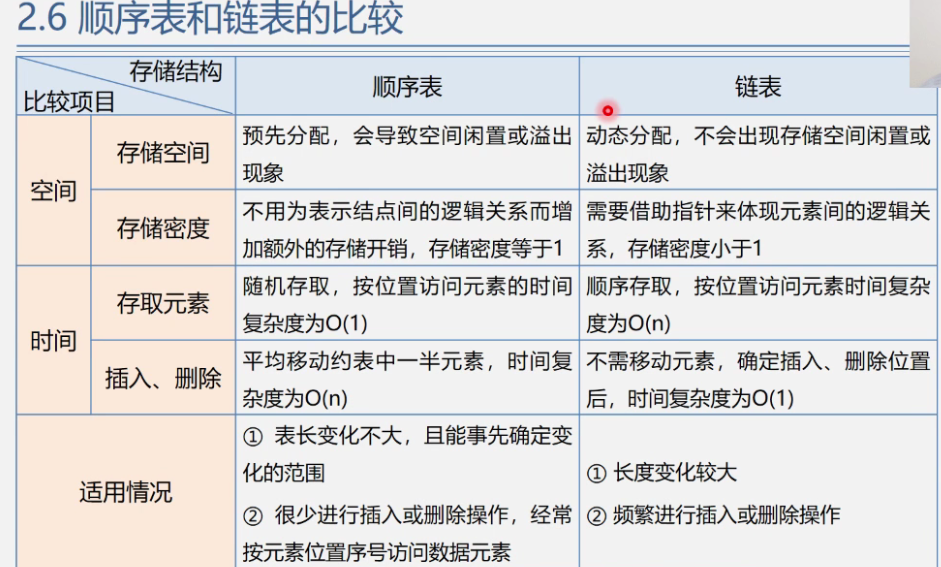 2.6 顺序表和链表的比较
存储结构
比较项目
顺序表
链表
空间
存储空间
预先分配，会导致空间闲置或溢出
现象
动态分配，不会出现存储空间闲置或
溢出现象
存储密度
不用为表示结点间的逻辑关系而增
加额外的存储开销，存储密度等于1
需要借助指针来体现元素间的逻辑关
系，存储密度小于1
时间
存取元素
随机存取，按位置访问元素的时间
复杂度为O(1)
顺序存取，按位置访问元素时间复杂
度为O(n)
插入、删除
平均移动约表中一半元素，时间复
杂度为O(n)
不需移动元素，确定插入、删除位置
后，时间复杂度为O(1)
适用情况
① 表长变化不大，且能事先确定变
化的范围
② 很少进行插入或删除操作，经常
按元素位置序号访问数据元素
① 长度变化较大
② 频繁进行插入或删除操作